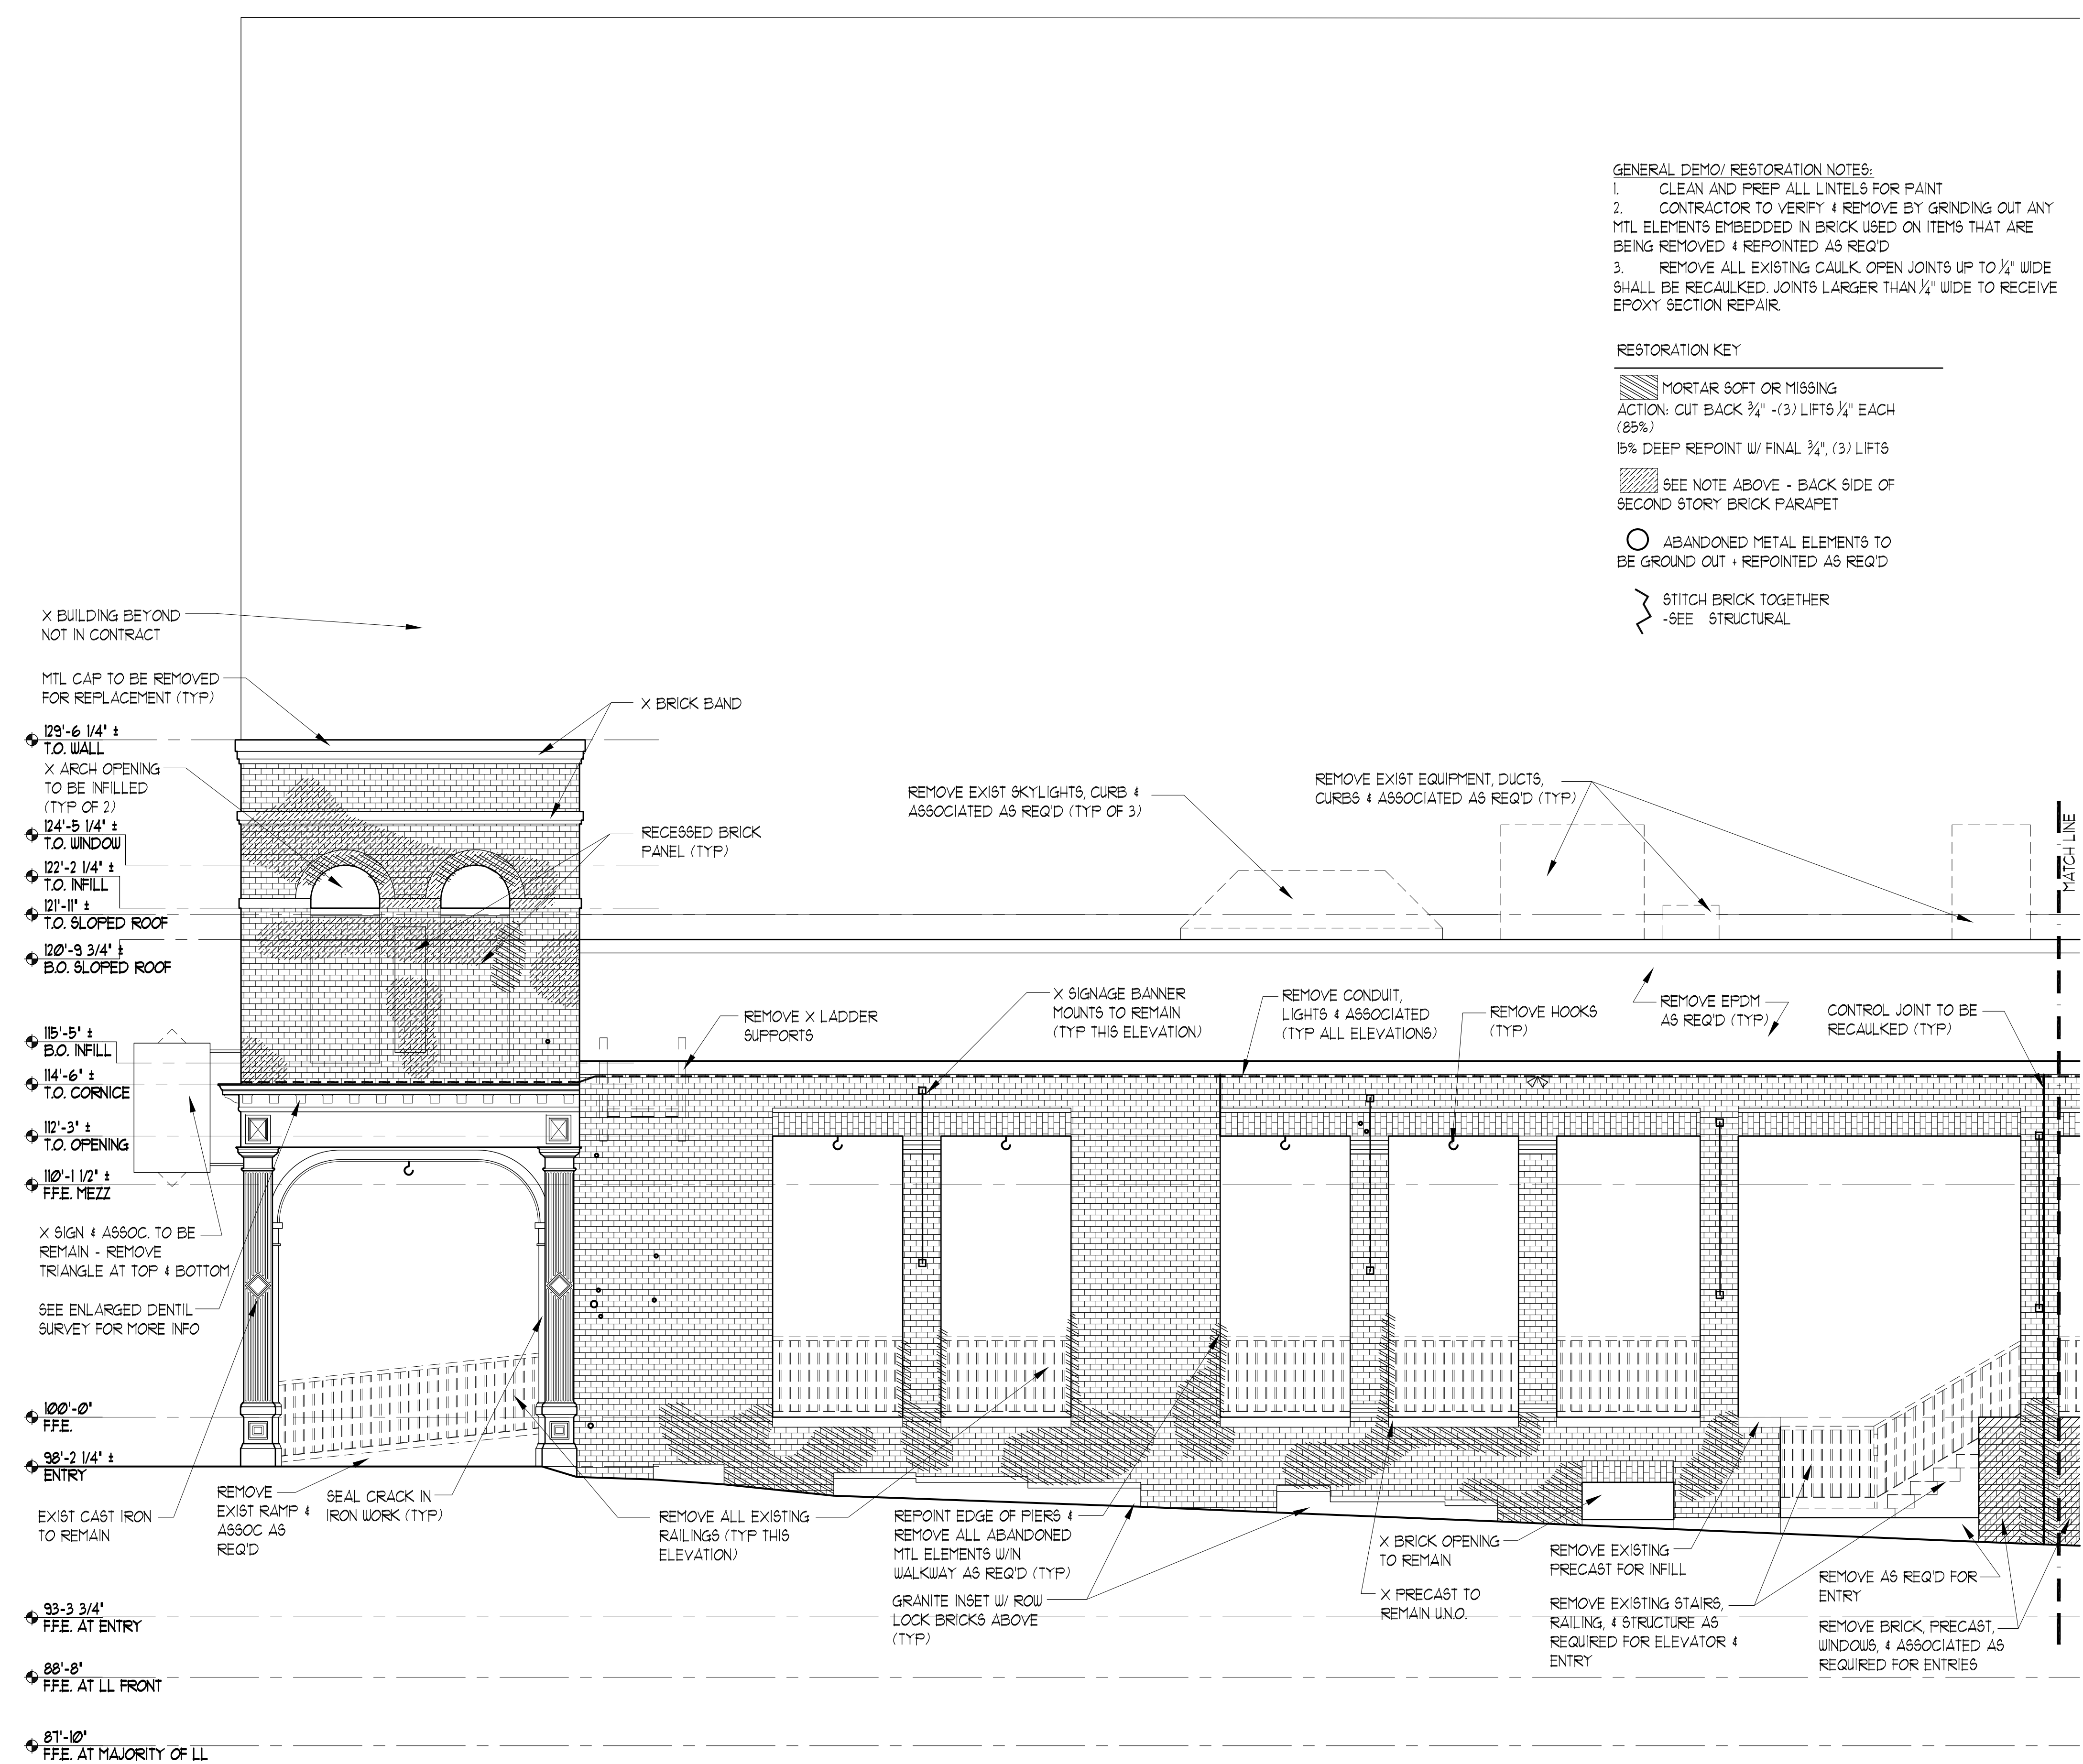 GENERAL DEMO/ RESTORATION NOTES:
1. CLEAN AND PREP ALL LINTELS FOR PAINT
2. CONTRACTOR TO VERIFY & REMOVE BY GRINDING OUT ANY
MTL ELEMENTS EMBEDDED IN BRICK USED ON ITEMS THAT ARE
BEING REMOVED & REPOINTED AS REQ'D
3. REMOVE ALL EXISTING CAULK. OPEN JOINTS UP TO 1/4" WIDE
SHALL BE RECAULKED. JOINTS LARGER THAN 1/4" WIDE TO RECEIVE
EPOXY SECTION REPAIR.
RESTORATION KEY
MORTAR SOFT OR MISSING
ACTION: CUT BACK 3/4" -(3) LIFTS 1/4" EACH
(85%)
15% DEEP REPOINT W/ FINAL 3/4", (3) LIFTS
SEE NOTE ABOVE - BACK SIDE OF
SECOND STORY BRICK PARAPET
ABANDONED METAL ELEMENTS TO
BE GROUND OUT + REPOINTED AS REQ'D
STITCH BRICK TOGETHER
-SEE STRUCTURAL
X BUILDING BEYOND
NOT IN CONTRACT
MTL CAP TO BE REMOVED
FOR REPLACEMENT (TYP)
X BRICK BAND
129'-6 1/4" ±
T.O. WALL
X ARCH OPENING
TO BE INFILLED
(TYP OF 2)
124'-5 1/4" ±
T.O. WINDOW
122'-2 1/4" ±
T.O. INFILL
121'-11" ±
T.O. SLOPED ROOF
120'-9 3/4" ±
B.O. SLOPED ROOF
115'-5" ±
B.O. INFILL
114'-6" ±
T.O. CORNICE
112'-3" ±
T.O. OPENING
110'-1 1/2" ±
F.F.E. MEZZ
RECESSED BRICK
PANEL (TYP)
REMOVE EXIST SKYLIGHTS, CURB &
ASSOCIATED AS REQ'D (TYP OF 3)
REMOVE EXIST EQUIPMENT, DUCTS,
CURBS & ASSOCIATED AS REQ'D (TYP)
MATCH LINE
REMOVE X LADDER
SUPPORTS
X SIGNAGE BANNER
MOUNTS TO REMAIN
(TYP THIS ELEVATION)
REMOVE CONDUIT,
LIGHTS & ASSOCIATED
(TYP ALL ELEVATIONS)
REMOVE HOOKS
(TYP)
REMOVE EPDM
AS REQ'D (TYP)
CONTROL JOINT TO BE
RECAULKED (TYP)
X SIGN & ASSOC. TO BE
REMAIN - REMOVE
TRIANGLE AT TOP & BOTTOM
SEE ENLARGED DENTIL
SURVEY FOR MORE INFO
100'-0"
F.F.E.
98'-2 1/4" ±
ENTRY
EXIST CAST IRON
TO REMAIN
REMOVE
EXIST RAMP &
ASSOC AS
REQ'D
SEAL CRACK IN
IRON WORK (TYP)
REMOVE ALL EXISTING
RAILINGS (TYP THIS
ELEVATION)
REPOINT EDGE OF PIERS &
REMOVE ALL ABANDONED
MTL ELEMENTS W/IN
WALKWAY AS REQ'D (TYP)
GRANITE INSET W/ ROW
LOCK BRICKS ABOVE
(TYP)
X BRICK OPENING
TO REMAIN
X PRECAST TO
REMAIN U.N.O.
REMOVE EXISTING
PRECAST FOR INFILL
REMOVE EXISTING STAIRS,
RAILING, & STRUCTURE AS
REQUIRED FOR ELEVATOR &
ENTRY
REMOVE AS REQ'D FOR
ENTRY
REMOVE BRICK, PRECAST,
WINDOWS, & ASSOCIATED AS
REQUIRED FOR ENTRIES
93-3 3/4"
F.F.E. AT ENTRY
88'-8"
F.F.E. AT LL FRONT
87'-10"
F.F.E. AT MAJORITY OF LL